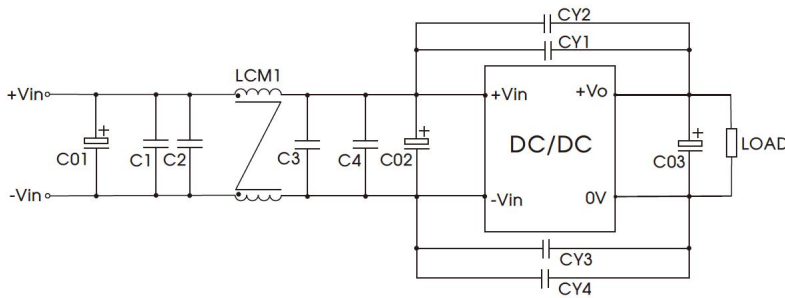 CY2
CY1
LCM1
+Vin
+Vin
+Vo
C01
+
C1
C2
C3
C4
C02
+
DC/DC
C03
+
LOAD
-Vin
-Vin
0V
CY3
CY4